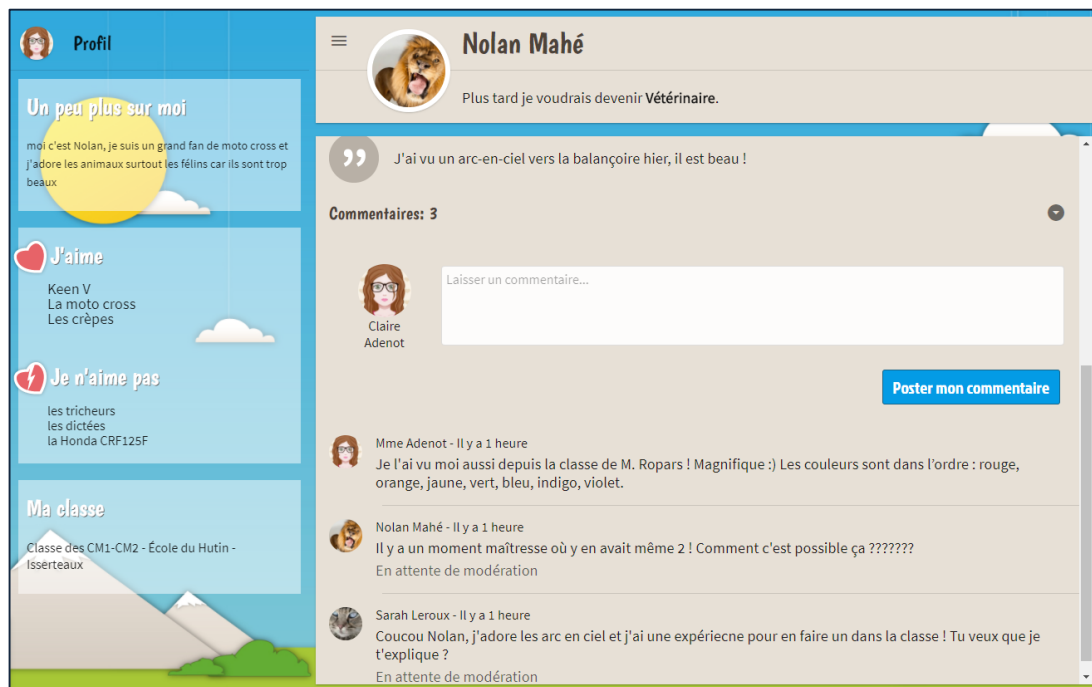 Profil
Un peu plus sur moi
moi c'est Nolan, je suis un grand fan de moto cross et
j'adore les animaux surtout les félins car ils sont trop
beaux
J'aime
Keen V
La moto cross
Les crèpes
Je n'aime pas
les tricheurs
les dictées
la Honda CRF125F
Ma classe
Classe des CM1-CM2 - École du Hutin -
Isserteaux
Nolan Mahé
Plus tard je voudrais devenir Vétérinaire.
J'ai vu un arc-en-ciel vers la balançoire hier, il est beau !
Commentaires: 3
Laisser un commentaire...
Claire
Adenot
Poster mon commentaire
Mme Adenot - Il y a 1 heure
Je l'ai vu moi aussi depuis la classe de M. Ropars ! Magnifique :) Les couleurs sont dans l’ordre : rouge,
orange, jaune, vert, bleu, indigo, violet.
Nolan Mahé - Il y a 1 heure
Il y a un moment maîtresse où y en avait même 2 ! Comment c'est possible ça ???????
En attente de modération
Sarah Leroux - Il y a 1 heure
Coucou Nolan, j'adore les arc en ciel et j'ai une expériecne pour en faire un dans la classe ! Tu veux que je
t'explique ?
En attente de modération